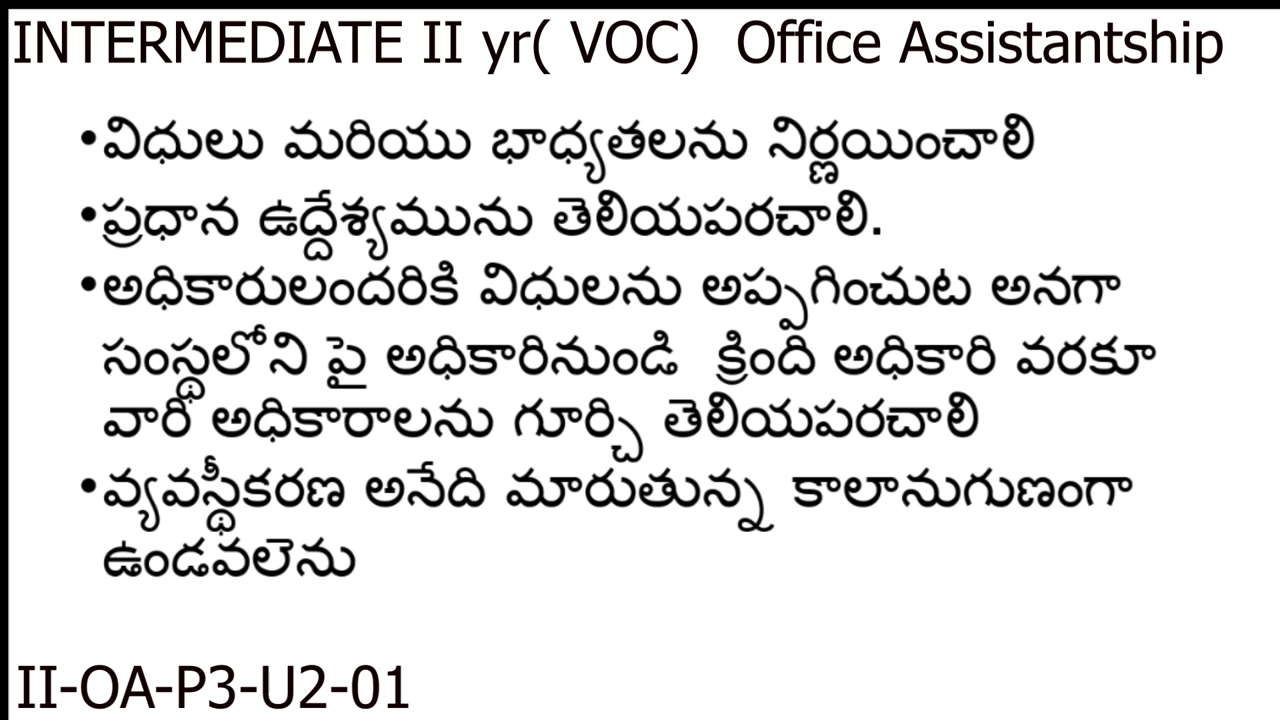 INTERMEDIATE II yr( VOC)  Office Assistantship
•విధులు మరియు భాధ్యతలను నిర్ణయించాలి
•ప్రధాన ఉద్దేశ్యమును తెలియపరచాలి.
•అధికారులందరికి విధులను అప్పగించుట అనగా
సంస్థలోని పై అధికారినుండి  క్రింది అధికారి వరకూ
వారి అధికారాలను గూర్చి తెలియపరచాలి
•వ్యవస్థీకరణ అనేది మారుతున్న కాలానుగుణంగా
ఉండవలెను
II-OA-P3-U2-01